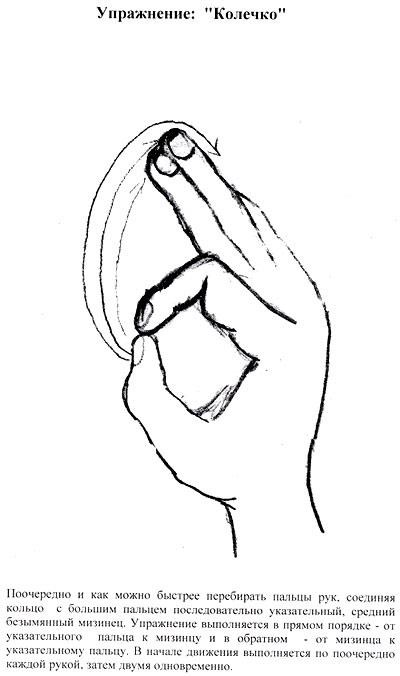 Упражнение: "Колечко"
Поочередно и как можно быстрее перебирать пальцы рук, соединяя
кольцо с большим пальцем последовательно указательный, средний
безымянный мизинец. Упражнение выполняется в прямом порядке - от
указательного пальца к мизинцу и в обратном - от мизинца к
указательному пальцу. В начале движения выполняется по поочередно
каждой рукой, затем двумя одновременно.